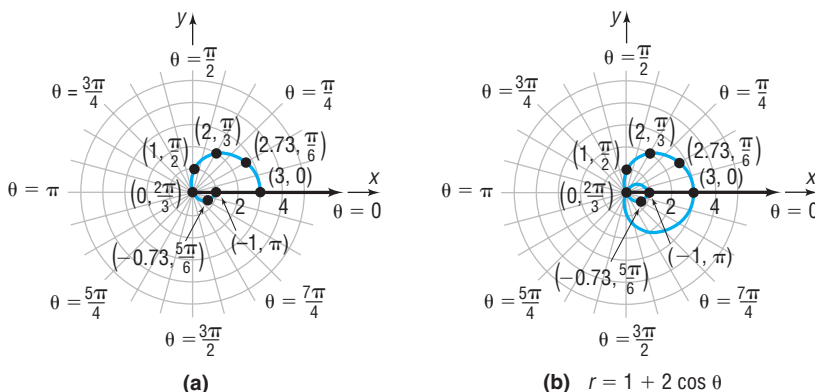 y
θ = π/2
θ = 3π/4
θ = π/4
(2, π/3)
(1, π/2)
(2.73, π/6)
(3, 0)
θ = π
(0, 2π/3)
2
4
x
θ = 0
(−0.73, 5π/6)
(−1, π)
θ = 5π/4
θ = 7π/4
θ = 3π/2
(a)
y
θ = π/2
θ = 3π/4
θ = π/4
(2, π/3)
(1, π/2)
(2.73, π/6)
(3, 0)
θ = π
(0, 2π/3)
2
4
x
θ = 0
(−0.73, 5π/6)
(−1, π)
θ = 5π/4
θ = 7π/4
θ = 3π/2
(b) r = 1 + 2 cos θ